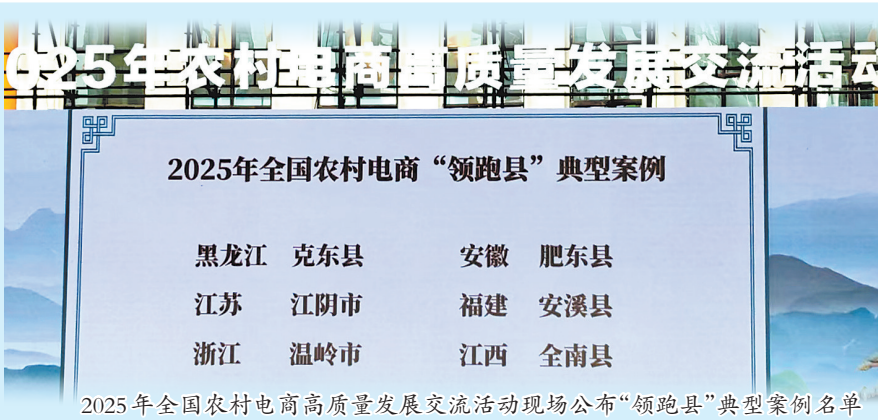 025年农村电商高质量发展交流活动
2025年全国农村电商“领跑县”典型案例
黑龙江 克东县 安徽 肥东县
江苏 江阴市 福建 安溪县
浙江 温岭市 江西 全南县
2025年全国农村电商高质量发展交流活动现场公布“领跑县”典型案例名单